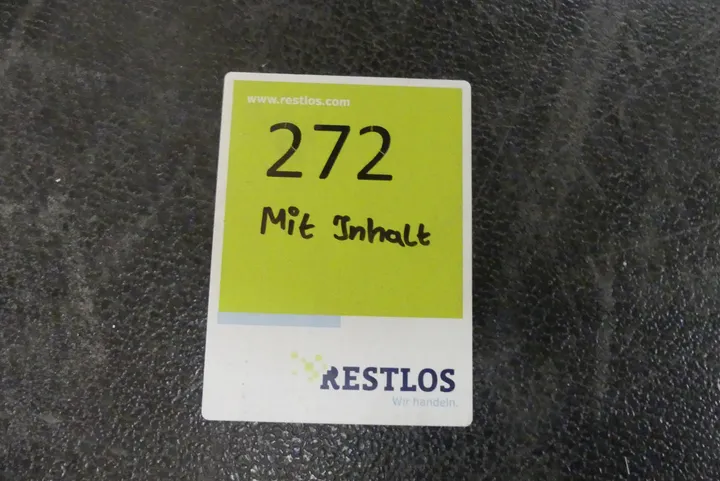 www.restlos.com
272
Mit Inhalt
RESTLOS
Wir handeln.